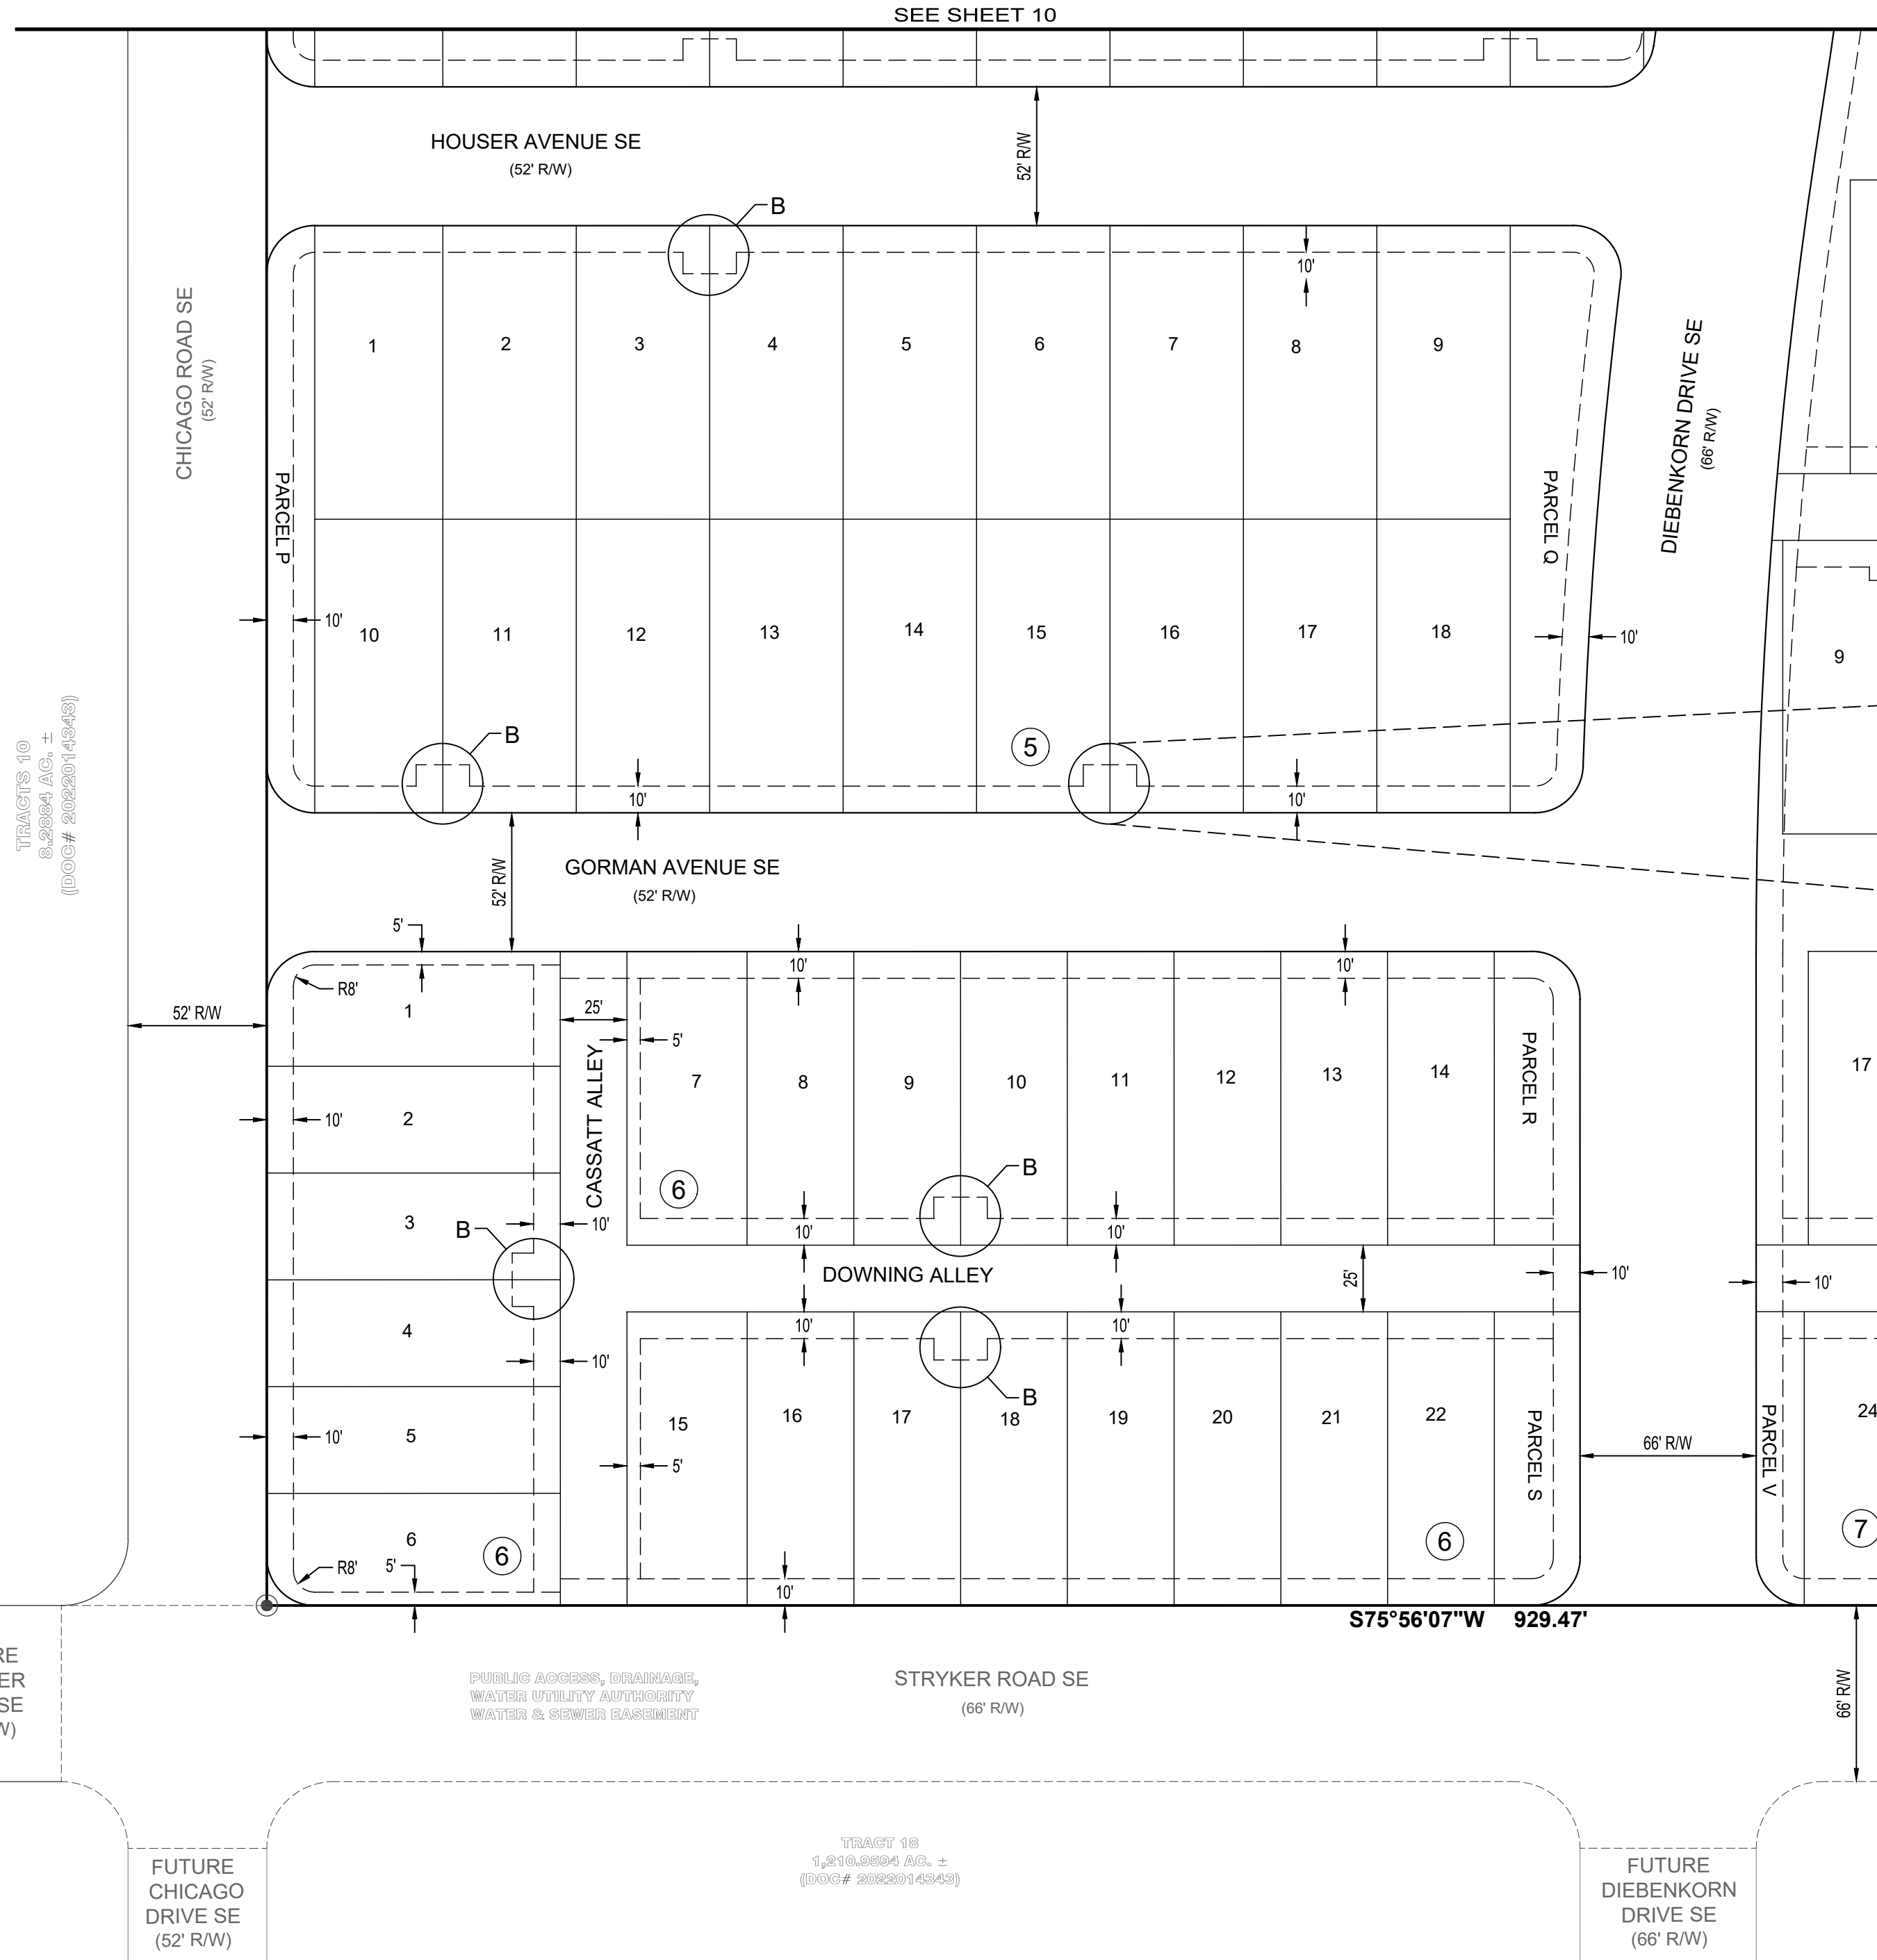 SEE SHEET 10
HOUSER AVENUE SE
(52' R/W)
52' R/W
B
CHICAGO ROAD SE
(52' R/W)
10'
1
2
3
4
5
6
7
8
9
DIEBENKORN DRIVE SE
(66' R/W)
PARCEL P
PARCEL Q
10'
10
11
12
13
14
15
16
17
18
10'
9
TRACTS 10
8.2884 AC. ±
(DOC# 2022014343)
B
5
10'
10'
52' R/W
GORMAN AVENUE SE
(52' R/W)
5'
10'
10'
R8'
1
25'
52' R/W
5'
CASSATT ALLEY
7
8
9
10
11
12
13
14
PARCEL R
17
10'
2
6
B
3
B
10'
10'
10'
DOWNING ALLEY
25'
10'
10'
4
10'
10'
10'
B
10'
5
15
16
17
18
19
20
21
22
PARCEL S
66' R/W
PARCEL V
24
5'
6
6
6
7
R8'
5'
10'
S75°56'07"W 929.47'
RE
ER
SE
W)
PUBLIC ACCESS, DRAINAGE,
WATER UTILITY AUTHORITY
WATER & SEWER EASEMENT
STRYKER ROAD SE
(66' R/W)
66' R/W
TRACT 18
1,210.9594 AC. ±
(DOC# 2022014343)
FUTURE
CHICAGO
DRIVE SE
(52' R/W)
FUTURE
DIEBENKORN
DRIVE SE
(66' R/W)